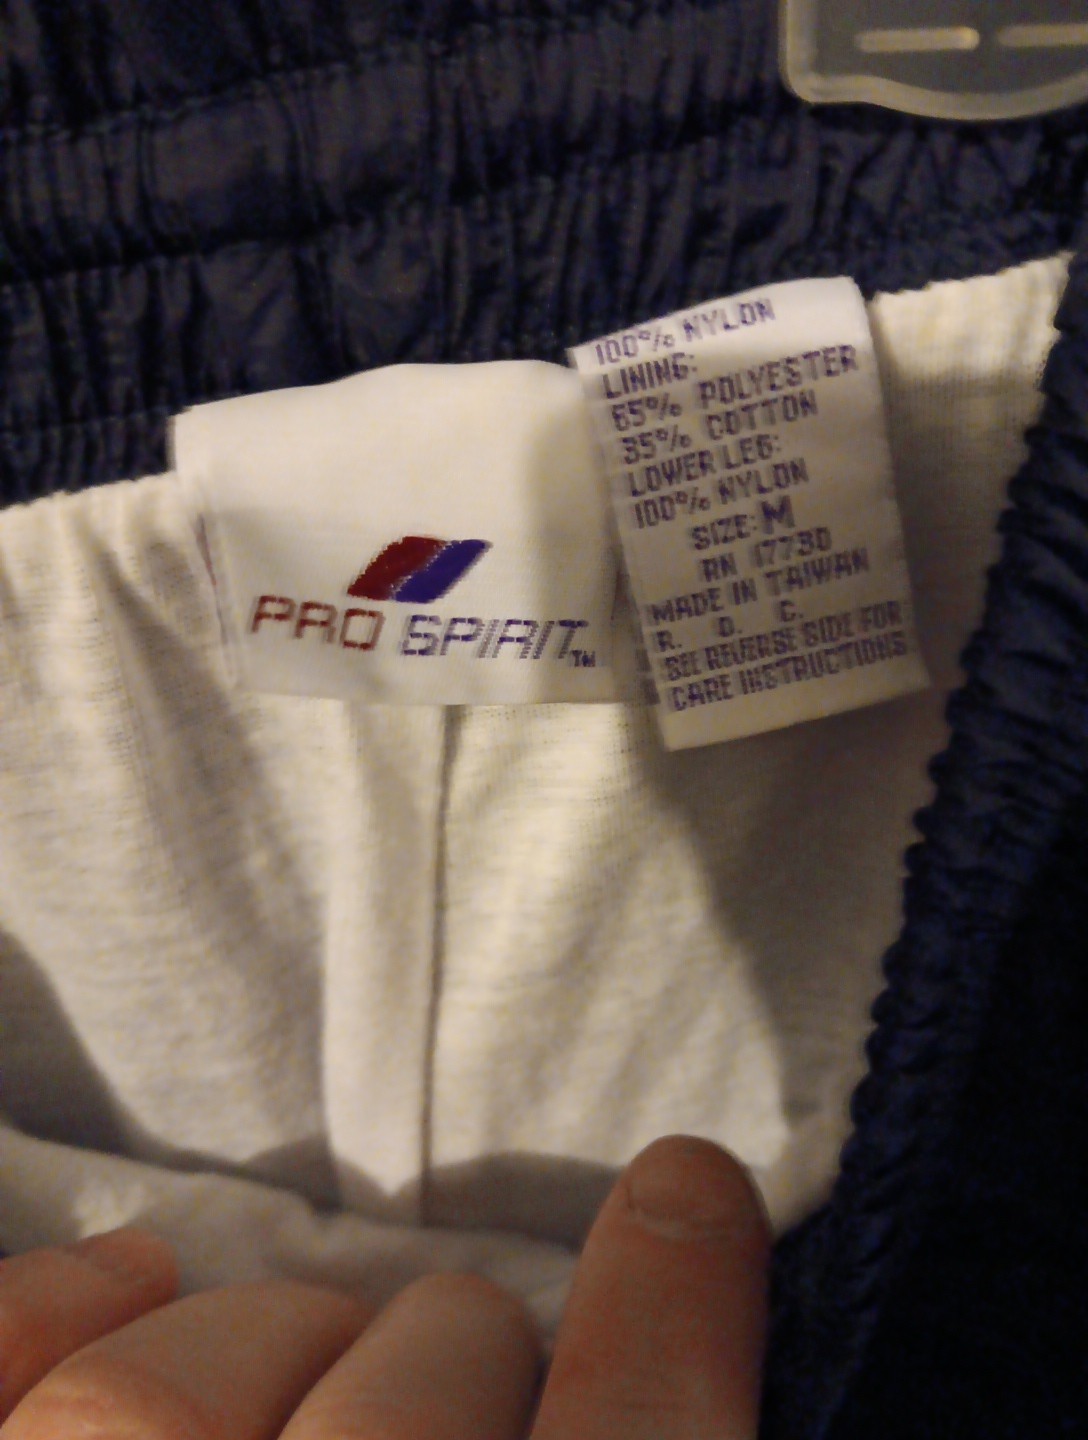 PRO SPIRIT™
100% NYLON
LINING:
65% POLYESTER
35% COTTON
LOWER LEG:
100% NYLON
SIZE: M
RN 17730
MADE IN TAIWAN
R. O. C.
SEE REVERSE SIDE FOR
CARE INSTRUCTIONS